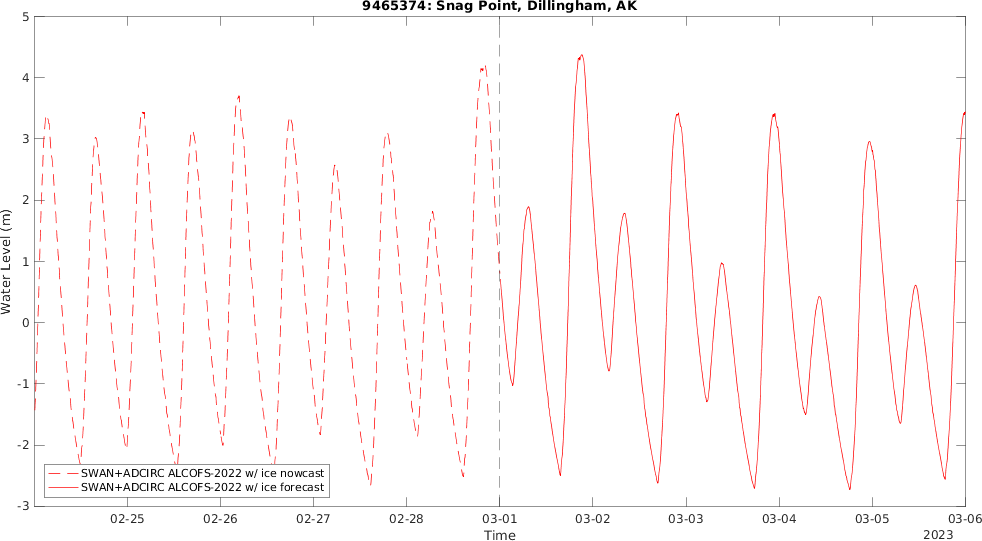 9465374: Snag Point, Dillingham, AK
5
4
3
2
1
0
-1
-2
-3
Water Level (m)
SWAN+ADCIRC ALCOFS-2022 w/ ice nowcast
SWAN+ADCIRC ALCOFS-2022 w/ ice forecast
02-25 02-26 02-27 02-28 03-01 03-02 03-03 03-04 03-05 03-06
Time
2023